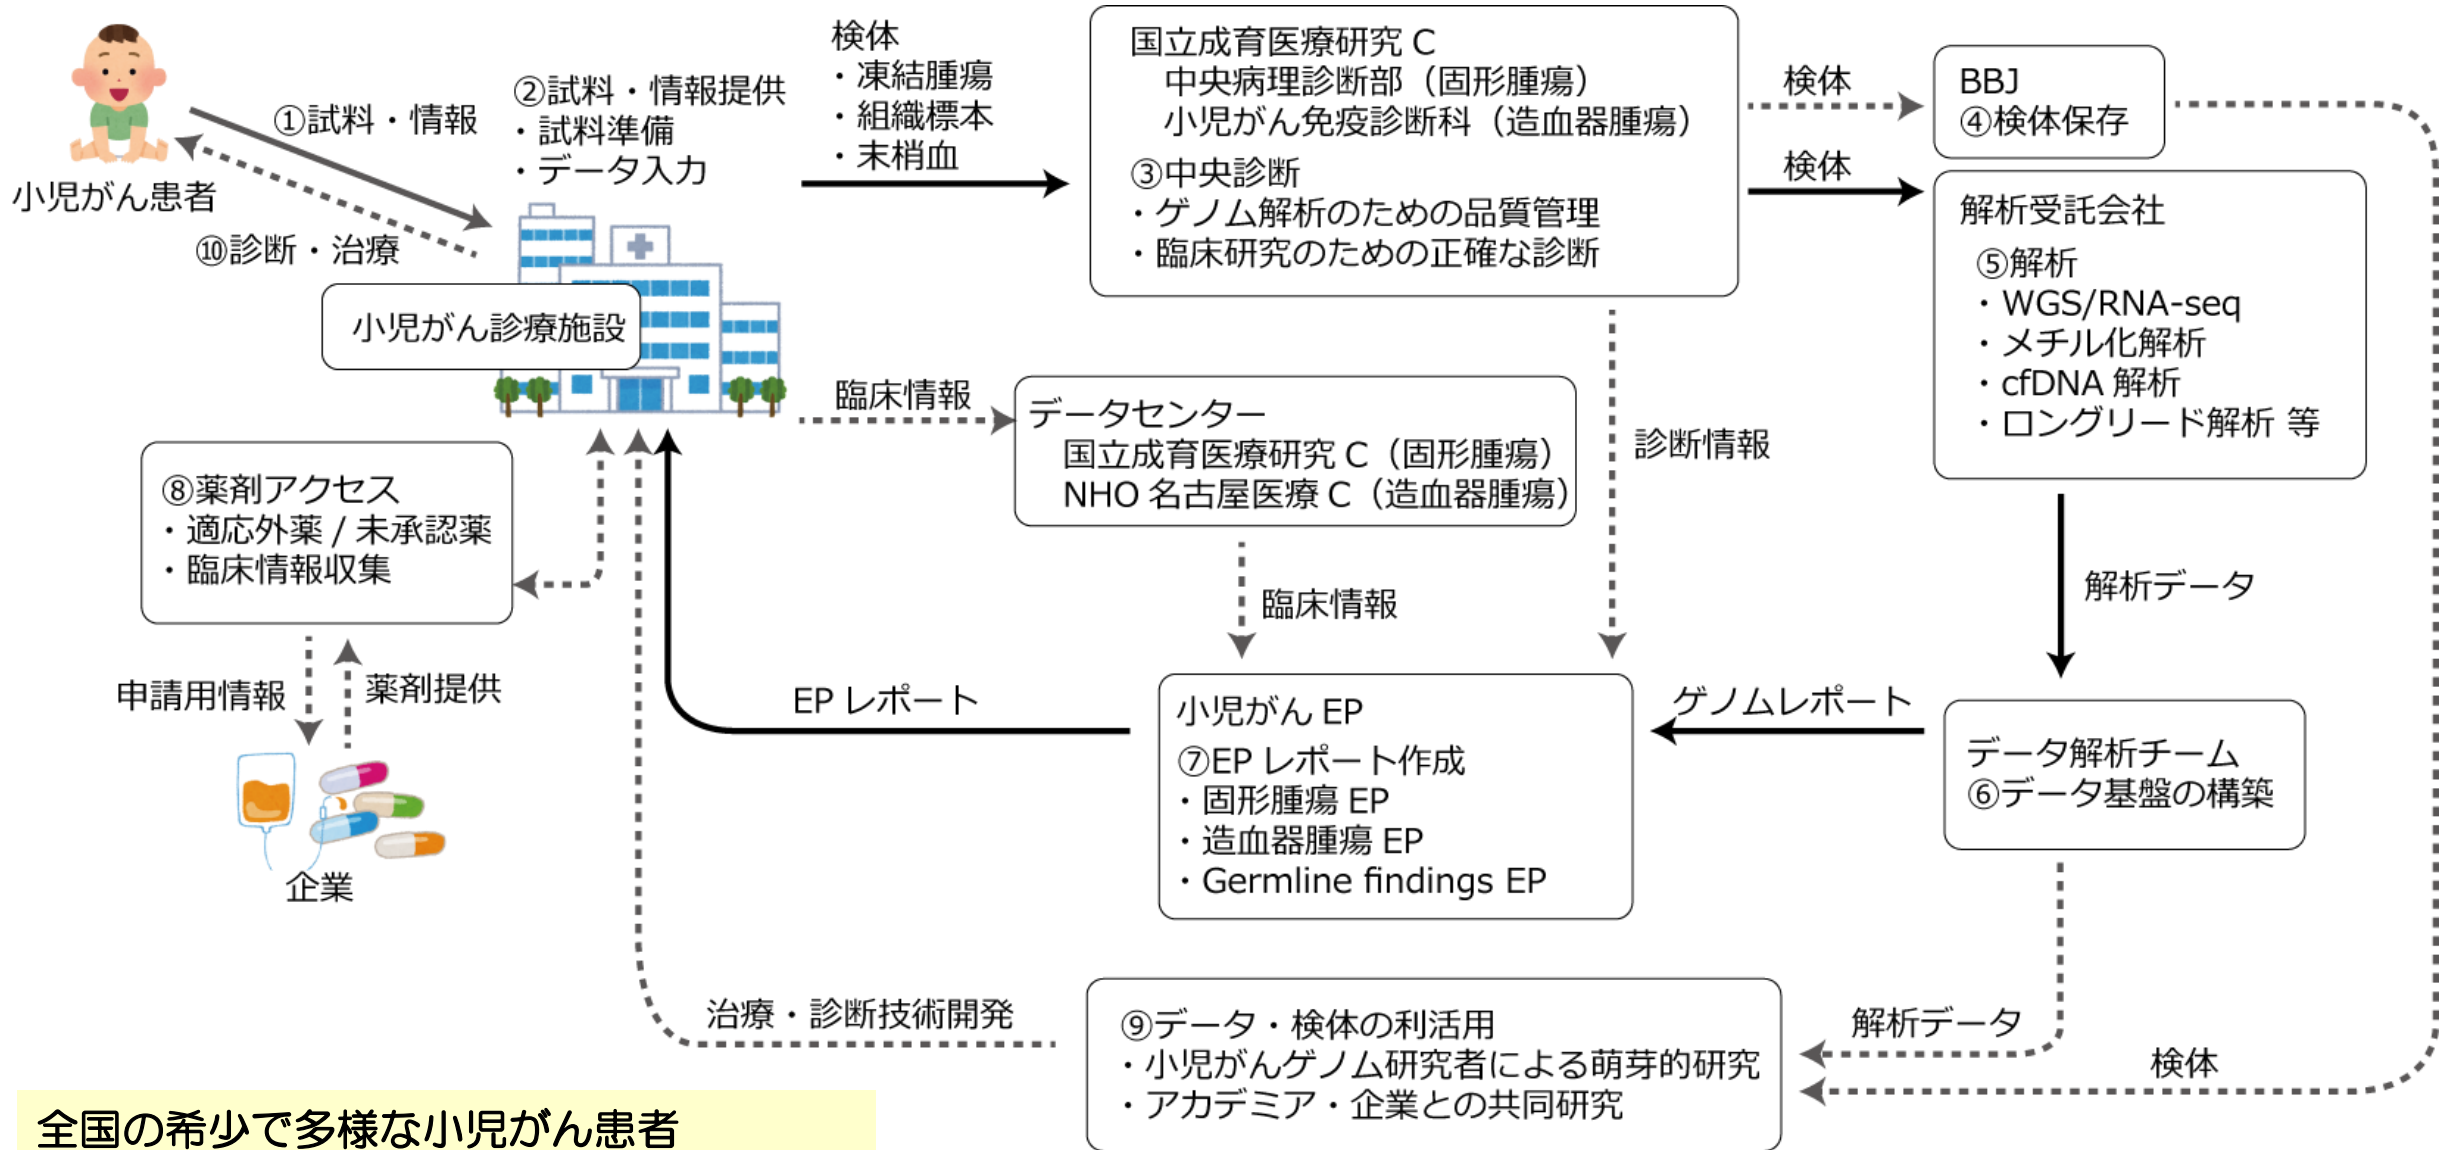 小児がん患者
①試料・情報
⑩診断・治療
②試料・情報提供
・試料準備
・データ入力
小児がん診療施設
検体
・凍結腫瘍
・組織標本
・末梢血
国立成育医療研究 C
中央病理診断部（固形腫瘍）
小児がん免疫診断科（造血器腫瘍）
③中央診断
・ゲノム解析のための品質管理
・臨床研究のための正確な診断
検体
BBJ
④検体保存
検体
解析受託会社
⑤解析
・WGS/RNA-seq
・メチル化解析
・cfDNA 解析
・ロングリード解析 等
臨床情報
データセンター
国立成育医療研究 C（固形腫瘍）
NHO 名古屋医療 C（造血器腫瘍）
診断情報
臨床情報
解析データ
⑧薬剤アクセス
・適応外薬 / 未承認薬
・臨床情報収集
申請用情報
薬剤提供
企業
EP レポート
小児がん EP
⑦EP レポート作成
・固形腫瘍 EP
・造血器腫瘍 EP
・Germline findings EP
ゲノムレポート
データ解析チーム
⑥データ基盤の構築
治療・診断技術開発
⑨データ・検体の利活用
・小児がんゲノム研究者による萌芽的研究
・アカデミア・企業との共同研究
解析データ
検体
全国の希少で多様な小児がん患者